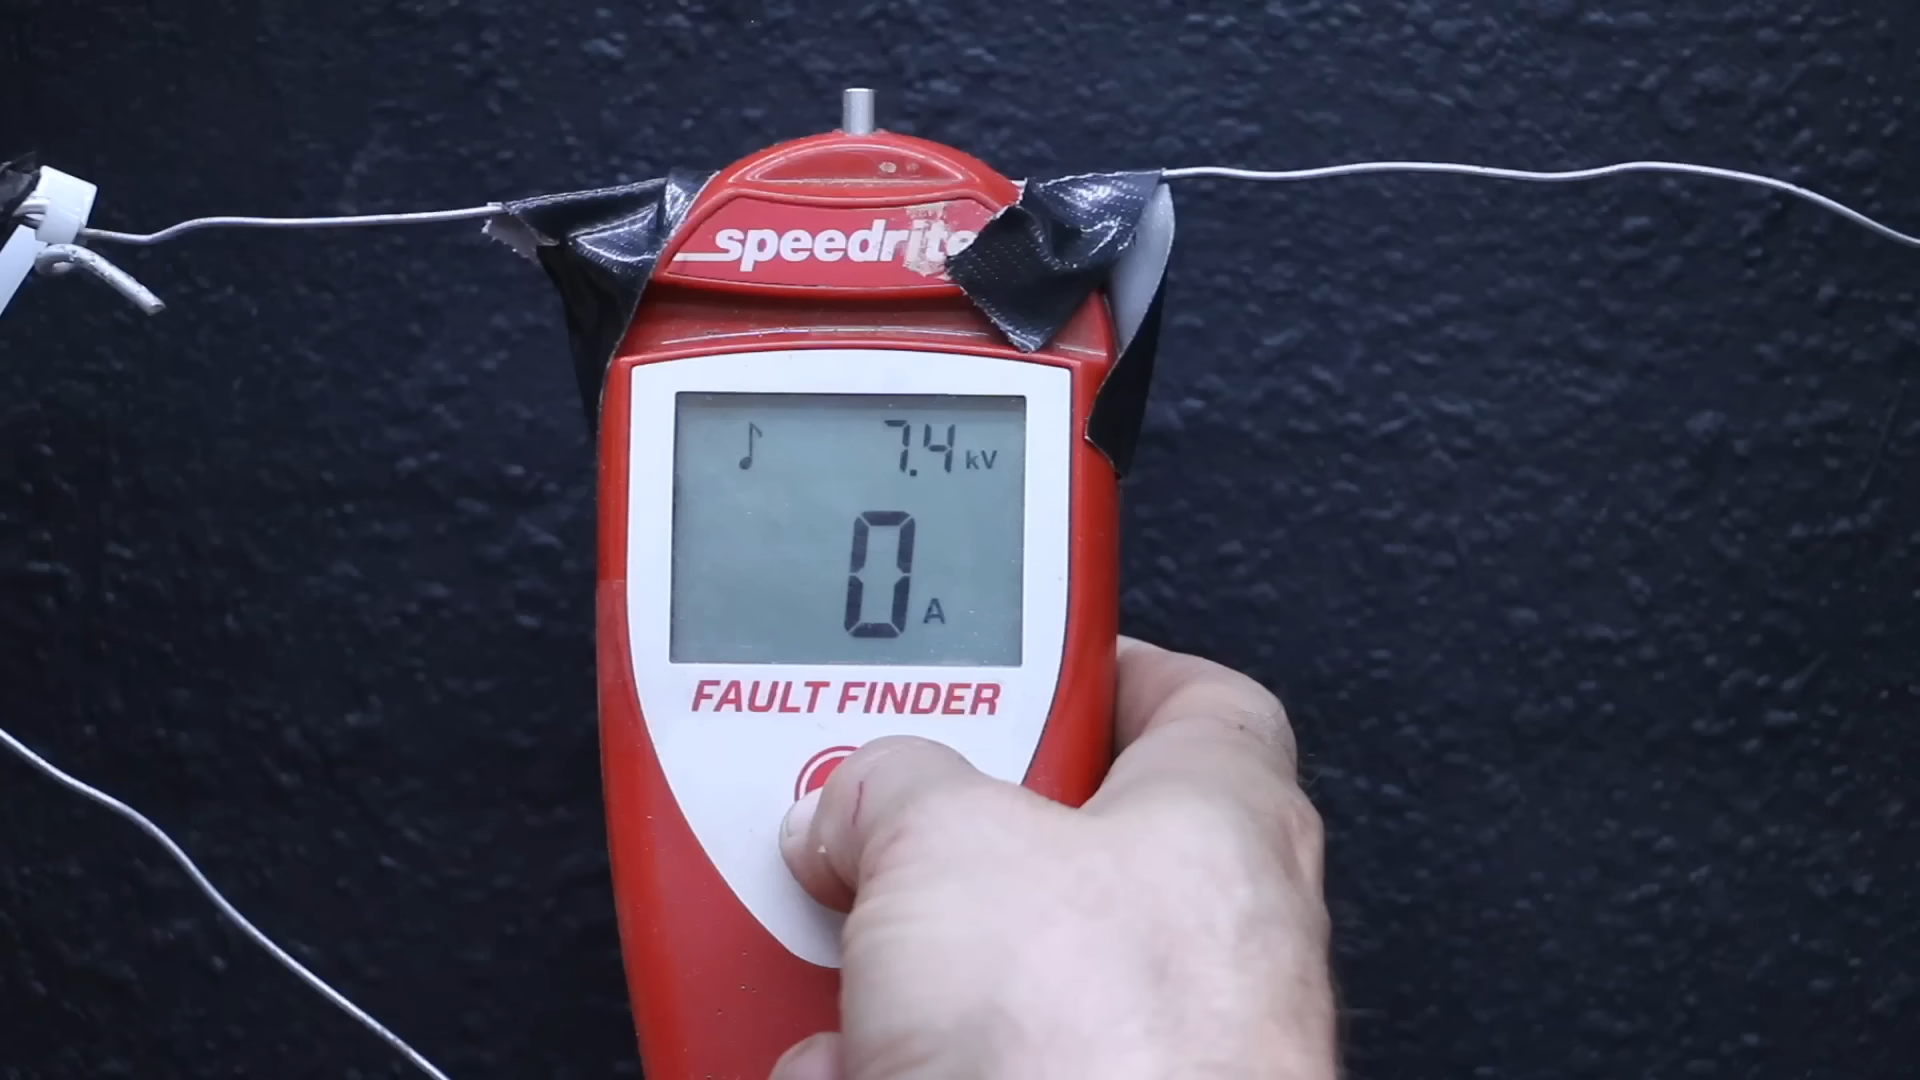 speedrite
♪ 7.4 kV
0 A
FAULT FINDER